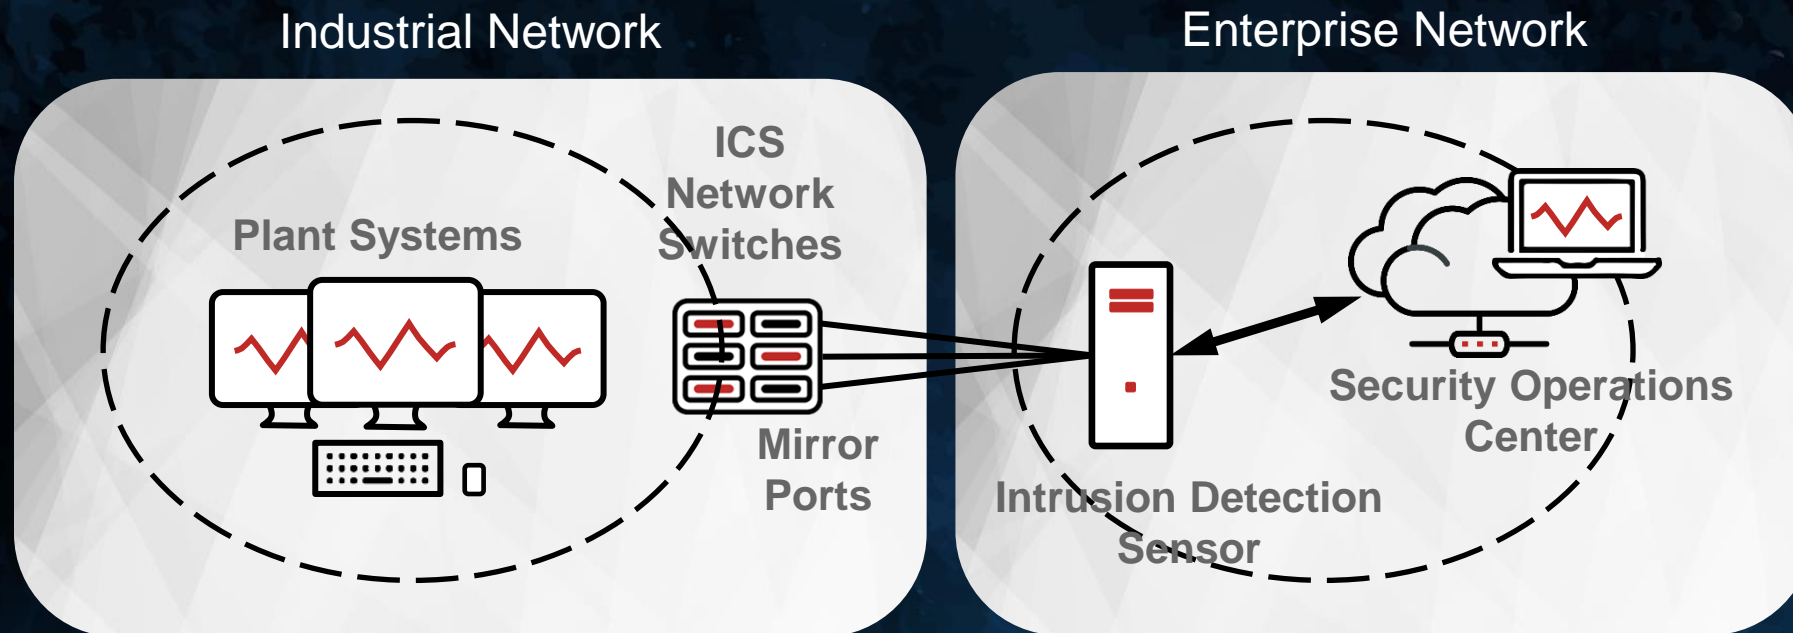 Industrial Network
Enterprise Network
ICS
Network
Switches
Plant Systems
Mirror
Ports
Security Operations
Center
Intrusion Detection
Sensor